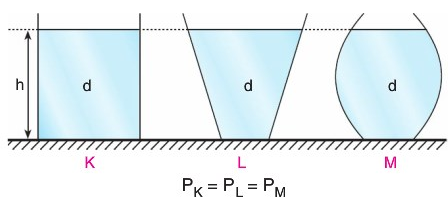 h d d d
K L M
P_K = P_L = P_M